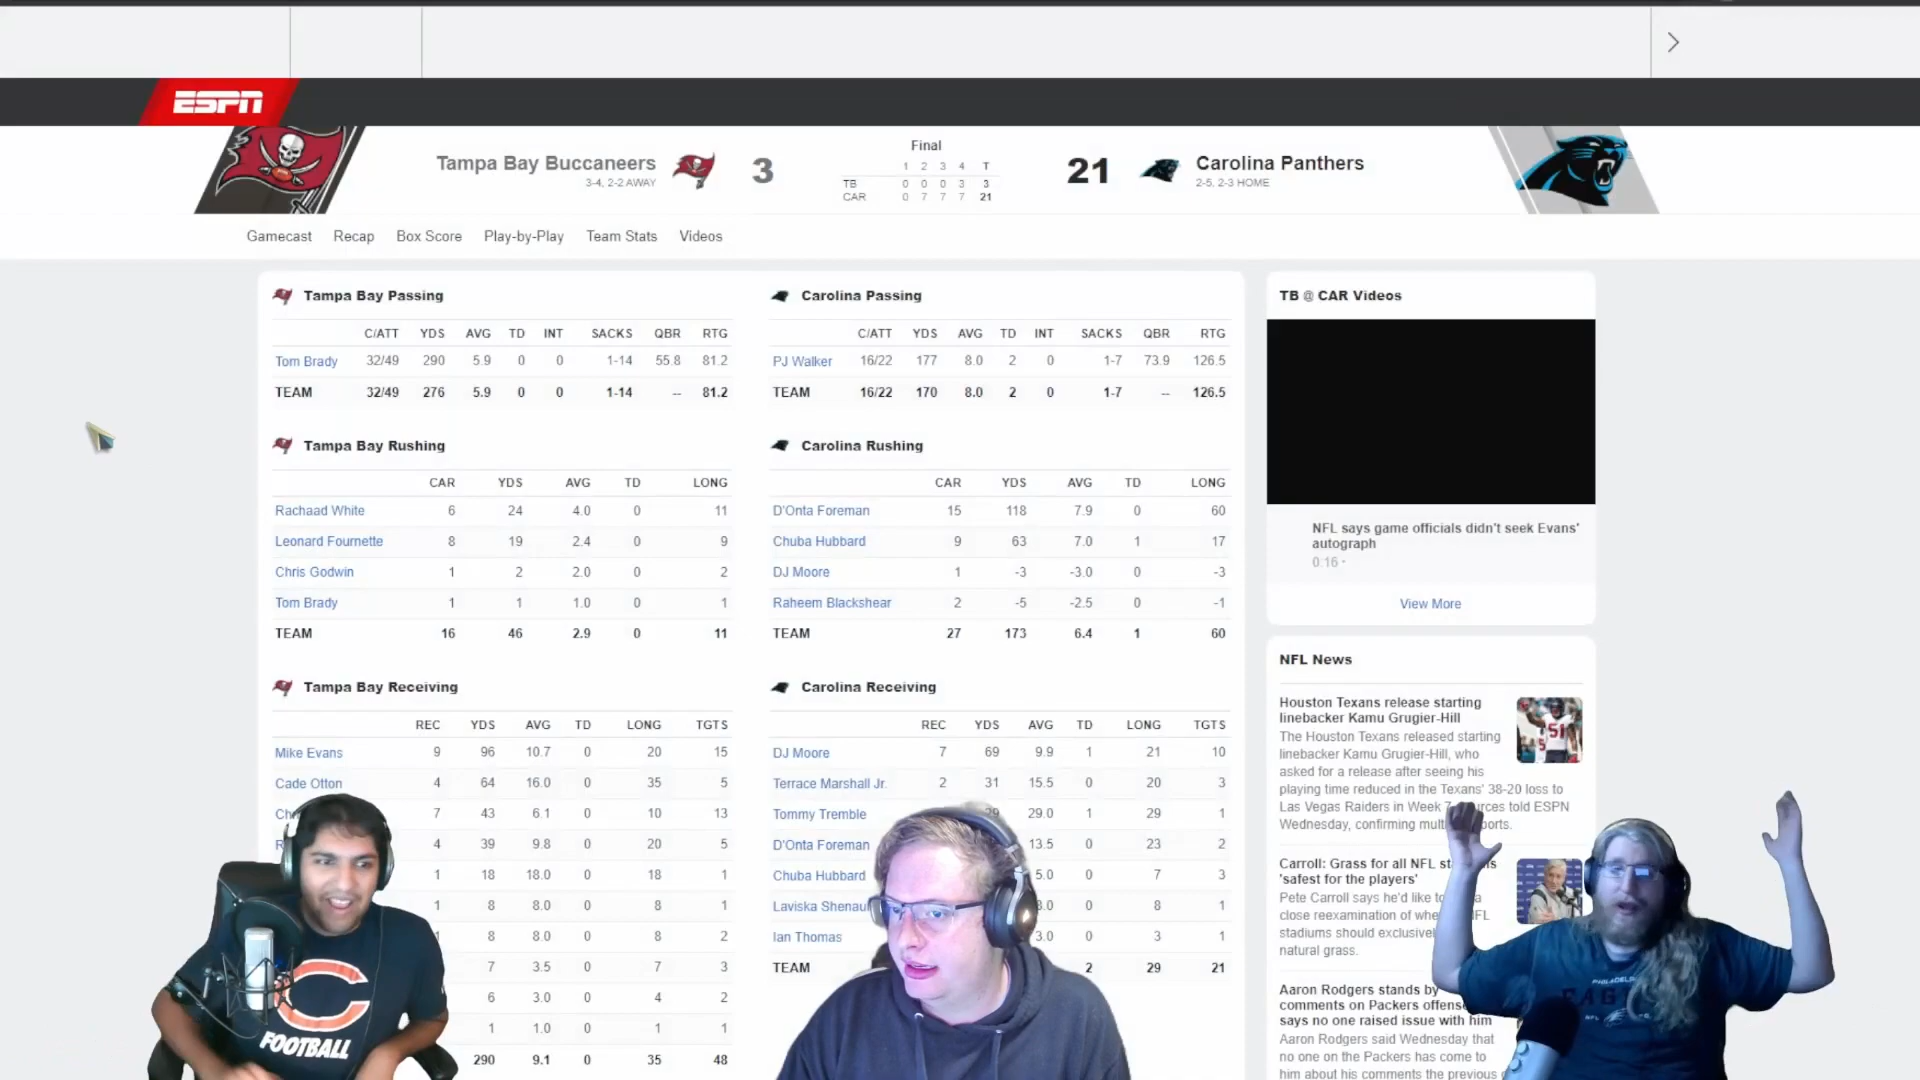 ESPN
Tampa Bay Buccaneers
3-4, 2-2 AWAY
3
Final
1 2 3 4 T
TB 0 0 0 3 3
CAR 0 7 7 7 21
21
Carolina Panthers
2-5, 2-3 HOME
Gamecast Recap Box Score Play-by-Play Team Stats Videos
Tampa Bay Passing
C/ATT YDS AVG TD INT SACKS QBR RTG
Tom Brady 32/49 290 5.9 0 0 1-14 55.8 81.2
TEAM 32/49 276 5.9 0 0 1-14 -- 81.2
Carolina Passing
C/ATT YDS AVG TD INT SACKS QBR RTG
PJ Walker 16/22 177 8.0 2 0 1-7 73.9 126.5
TEAM 16/22 170 8.0 2 0 1-7 -- 126.5
Tampa Bay Rushing
CAR YDS AVG TD LONG
Rachaad White 6 24 4.0 0 11
Leonard Fournette 8 19 2.4 0 9
Chris Godwin 1 2 2.0 0 2
Tom Brady 1 1 1.0 0 1
TEAM 16 46 2.9 0 11
Carolina Rushing
CAR YDS AVG TD LONG
D'Onta Foreman 15 118 7.9 0 60
Chuba Hubbard 9 63 7.0 1 17
DJ Moore 1 -3 -3.0 0 -3
Raheem Blackshear 2 -5 -2.5 0 -1
TEAM 27 173 6.4 1 60
Tampa Bay Receiving
REC YDS AVG TD LONG TGTS
Mike Evans 9 96 10.7 0 20 15
Cade Otton 4 64 16.0 0 35 5
7 43 6.1 0 10 13
4 39 9.8 0 20 5
1 18 18.0 0 18 1
1 8 8.0 0 8 1
1 8 8.0 0 8 2
7 3.5 0 7 3
6 3.0 0 4 2
1 1.0 0 1 1
290 9.1 0 35 48
Carolina Receiving
REC YDS AVG TD LONG TGTS
DJ Moore 7 69 9.9 1 21 10
Terrace Marshall Jr. 2 31 15.5 0 20 3
Tommy Tremble 29 29.0 1 29 1
D'Onta Foreman 13.5 0 23 2
Chuba Hubbard 5.0 0 7 3
Laviska 0 8 1
Ian Thomas 3.0 0 3 1
TEAM 2 29 21
TB @ CAR Videos
NFL says game officials didn't seek Evans'
autograph
0:16 -
View More
NFL News
Houston Texans release starting
linebacker Kamu Grugier-Hill
The Houston Texans released starting
linebacker Kamu Grugier-Hill, who
asked for a release after seeing his
playing time reduced in the Texans' 38-20 loss to
Las Vegas Raiders in Week 7, told ESPN
Wednesday, confirming
Carroll: Grass for all NFL
'safest for the players'
Pete Carroll says he'd like to a
close reexamination of NFL
stadiums should
natural grass.
Aaron Rodgers stands by
comments on Packers
says no one raised issue with him
Aaron Rodgers said Wednesday that
no one on the Packers has come to
him about his comments the previous
C
FOOTBALL
PHILADELPHIA
EAGLES
NFL